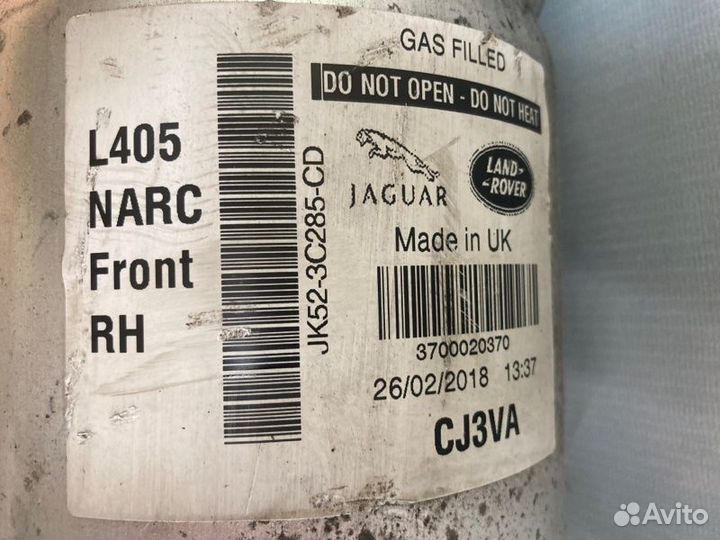 GAS FILLED
DO NOT OPEN - DO NOT HEAT
L405
NARC
Front
RH
JK52-3C285-CD
JAGUAR
LAND-
-ROVER
Made in UK
3700020370
26/02/2018 13:37
CJ3VA
Avito